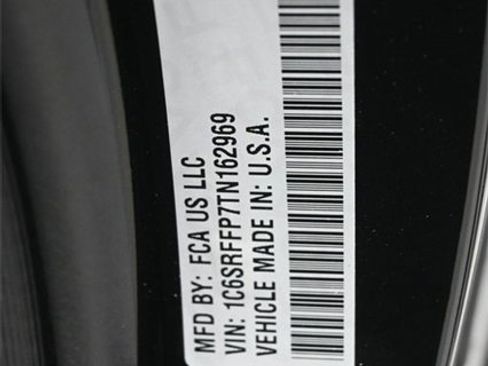 MFD BY: FCA US LLC
VIN: 1C6SRFFP7TN162969
VEHICLE MADE IN: U.S.A.